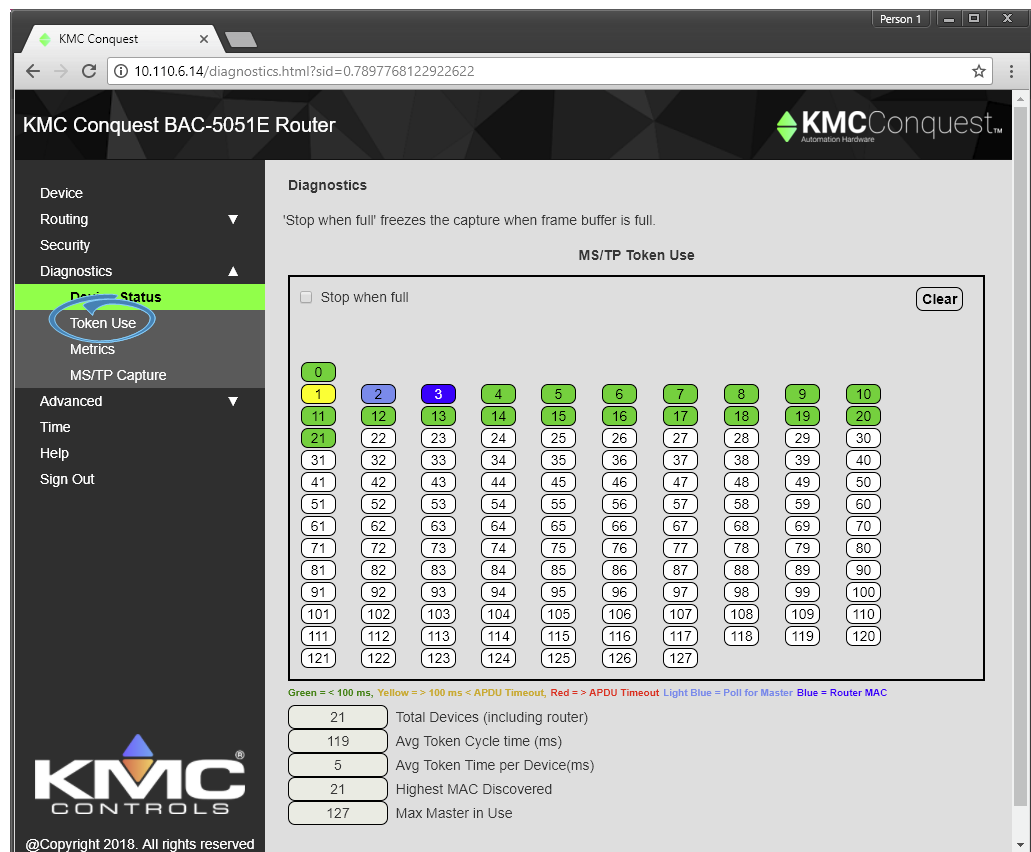 Person 1
KMC Conquest
10.110.6.14/diagnostics.html?sid=0.7897768122922622
KMC Conquest BAC-5051E Router
KMCConquest™
Automation Hardware
Device
Routing
Security
Diagnostics
Device Status
Token Use
Metrics
MS/TP Capture
Advanced
Time
Help
Sign Out
KMC®
CONTROLS
@Copyright 2018. All rights reserved
Diagnostics
'Stop when full' freezes the capture when frame buffer is full.
MS/TP Token Use
Stop when full
Clear
0
1 2 3 4 5 6 7 8 9 10
11 12 13 14 15 16 17 18 19 20
21 22 23 24 25 26 27 28 29 30
31 32 33 34 35 36 37 38 39 40
41 42 43 44 45 46 47 48 49 50
51 52 53 54 55 56 57 58 59 60
61 62 63 64 65 66 67 68 69 70
71 72 73 74 75 76 77 78 79 80
81 82 83 84 85 86 87 88 89 90
91 92 93 94 95 96 97 98 99 100
101 102 103 104 105 106 107 108 109 110
111 112 113 114 115 116 117 118 119 120
121 122 123 124 125 126 127
Green = < 100 ms, Yellow = > 100 ms < APDU Timeout, Red = > APDU Timeout Light Blue = Poll for Master Blue = Router MAC
21 Total Devices (including router)
119 Avg Token Cycle time (ms)
5 Avg Token Time per Device(ms)
21 Highest MAC Discovered
127 Max Master in Use